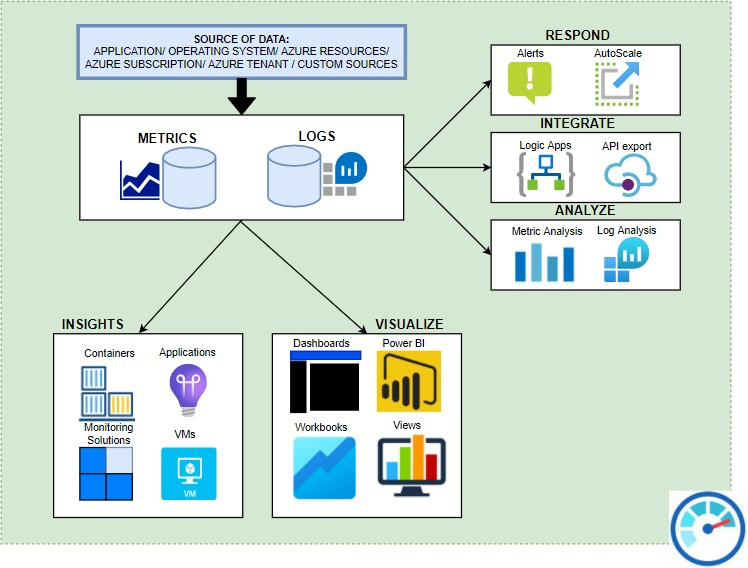 SOURCE OF DATA:
APPLICATION/ OPERATING SYSTEM/ AZURE RESOURCES/
AZURE SUBSCRIPTION/ AZURE TENANT / CUSTOM SOURCES
METRICS
LOGS
RESPOND
Alerts
AutoScale
INTEGRATE
Logic Apps
API export
ANALYZE
Metric Analysis
Log Analysis
INSIGHTS
Containers
Applications
Monitoring
Solutions
VMs
VM
VISUALIZE
Dashboards
Power BI
Workbooks
Views